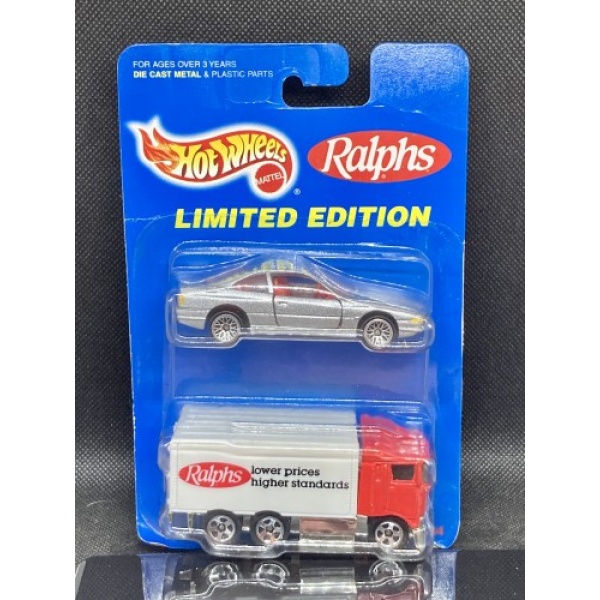 FOR AGES OVER 3 YEARS
DIE CAST METAL & PLASTIC PARTS
HOT WHEELS
MATTEL
®
Ralphs
LIMITED EDITION
Ralphs
lower prices
higher standards